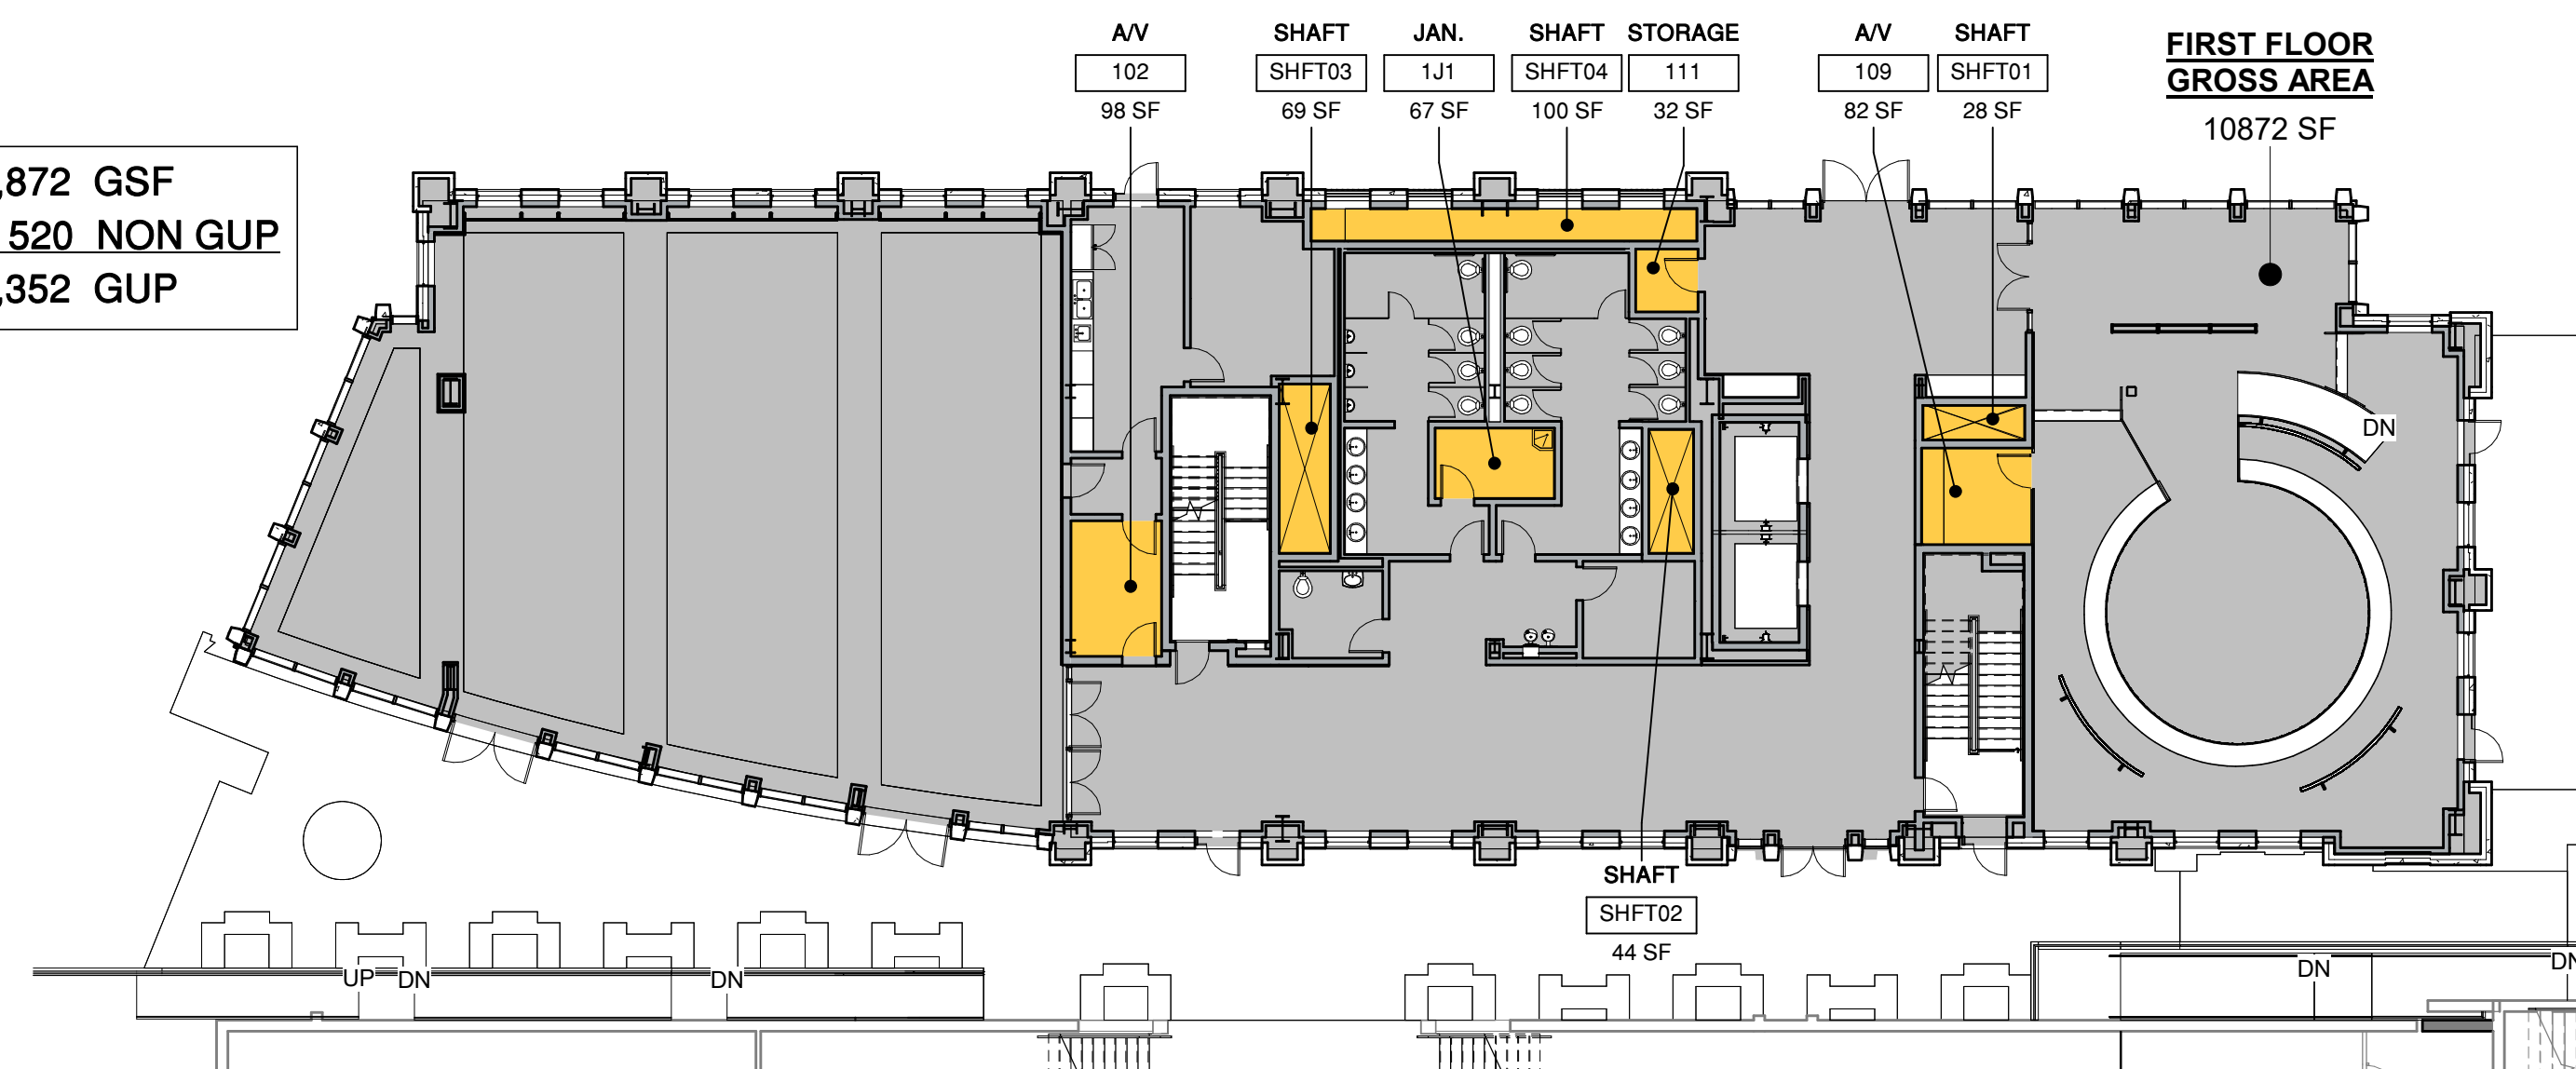 A/V
102
98 SF
SHAFT
SHFT03
69 SF
JAN.
1J1
67 SF
SHAFT
SHFT04
100 SF
STORAGE
111
32 SF
A/V
109
82 SF
SHAFT
SHFT01
28 SF
FIRST FLOOR
GROSS AREA
10872 SF
,872 GSF
520 NON GUP
,352 GUP
DN
SHAFT
SHFT02
44 SF
UP
DN
DN
DN
DN